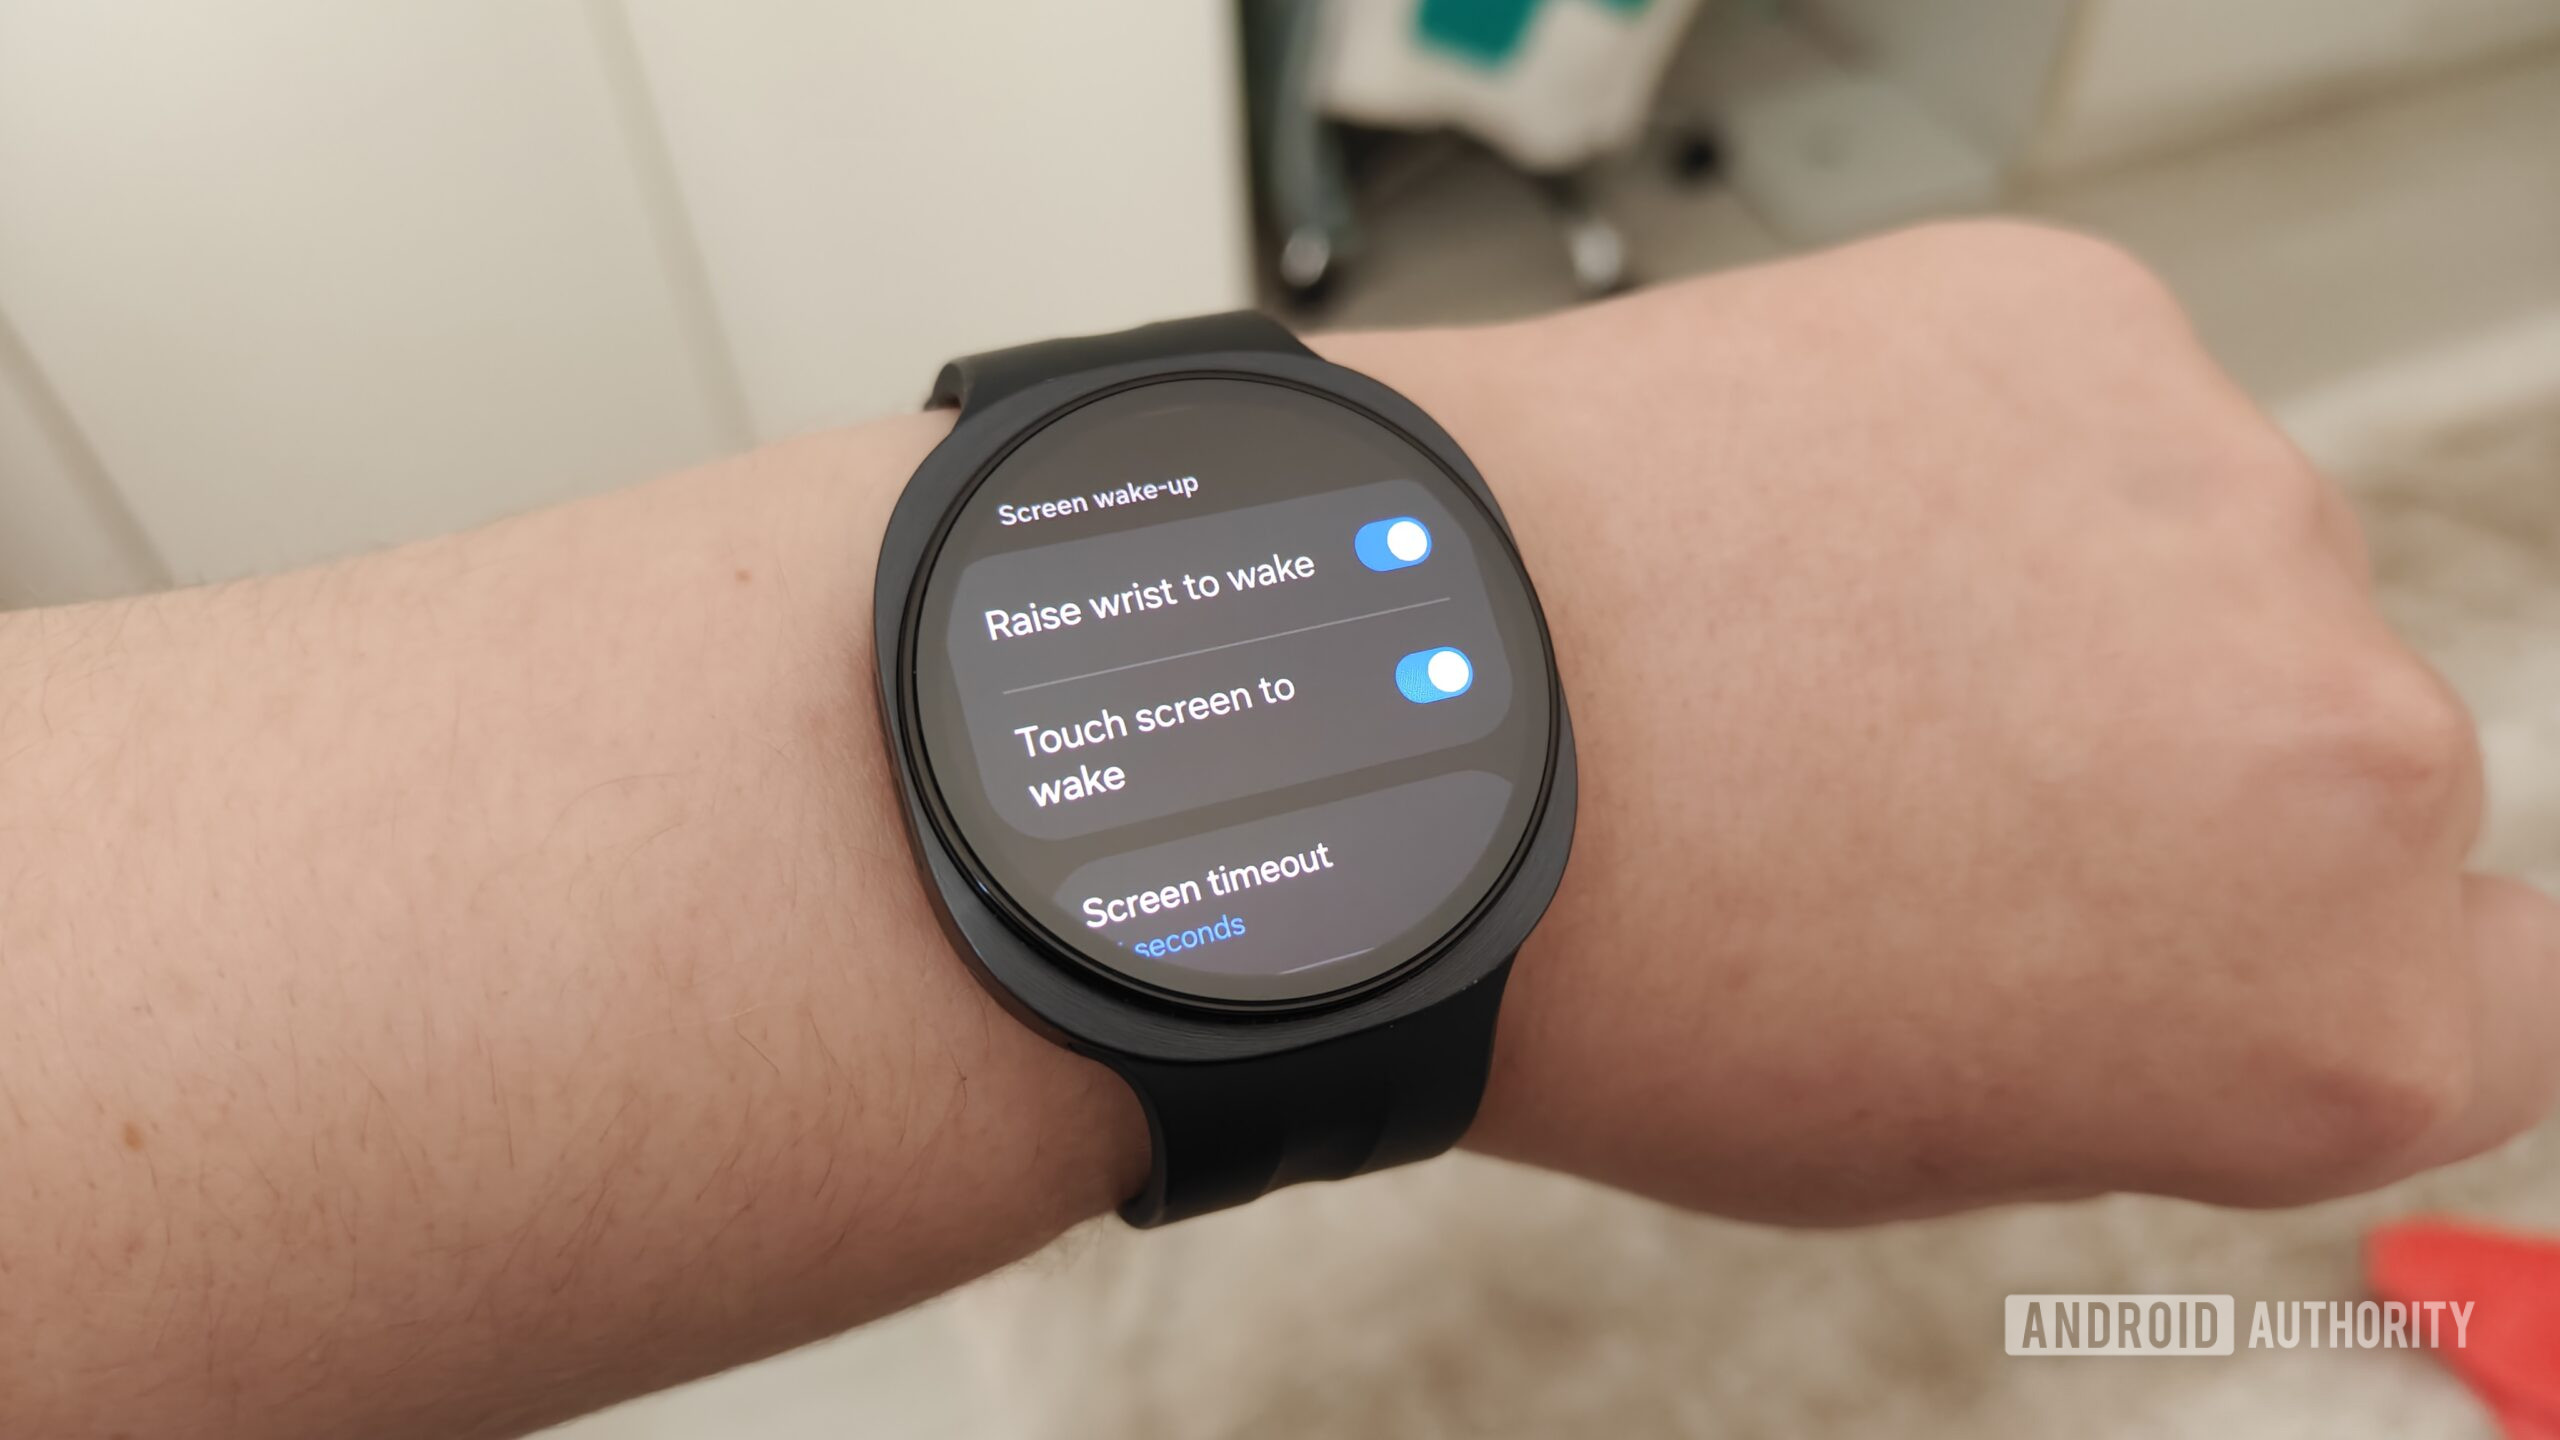 Screen wake-up
Raise wrist to wake
Touch screen to
wake
Screen timeout
seconds
ANDROID AUTHORITY